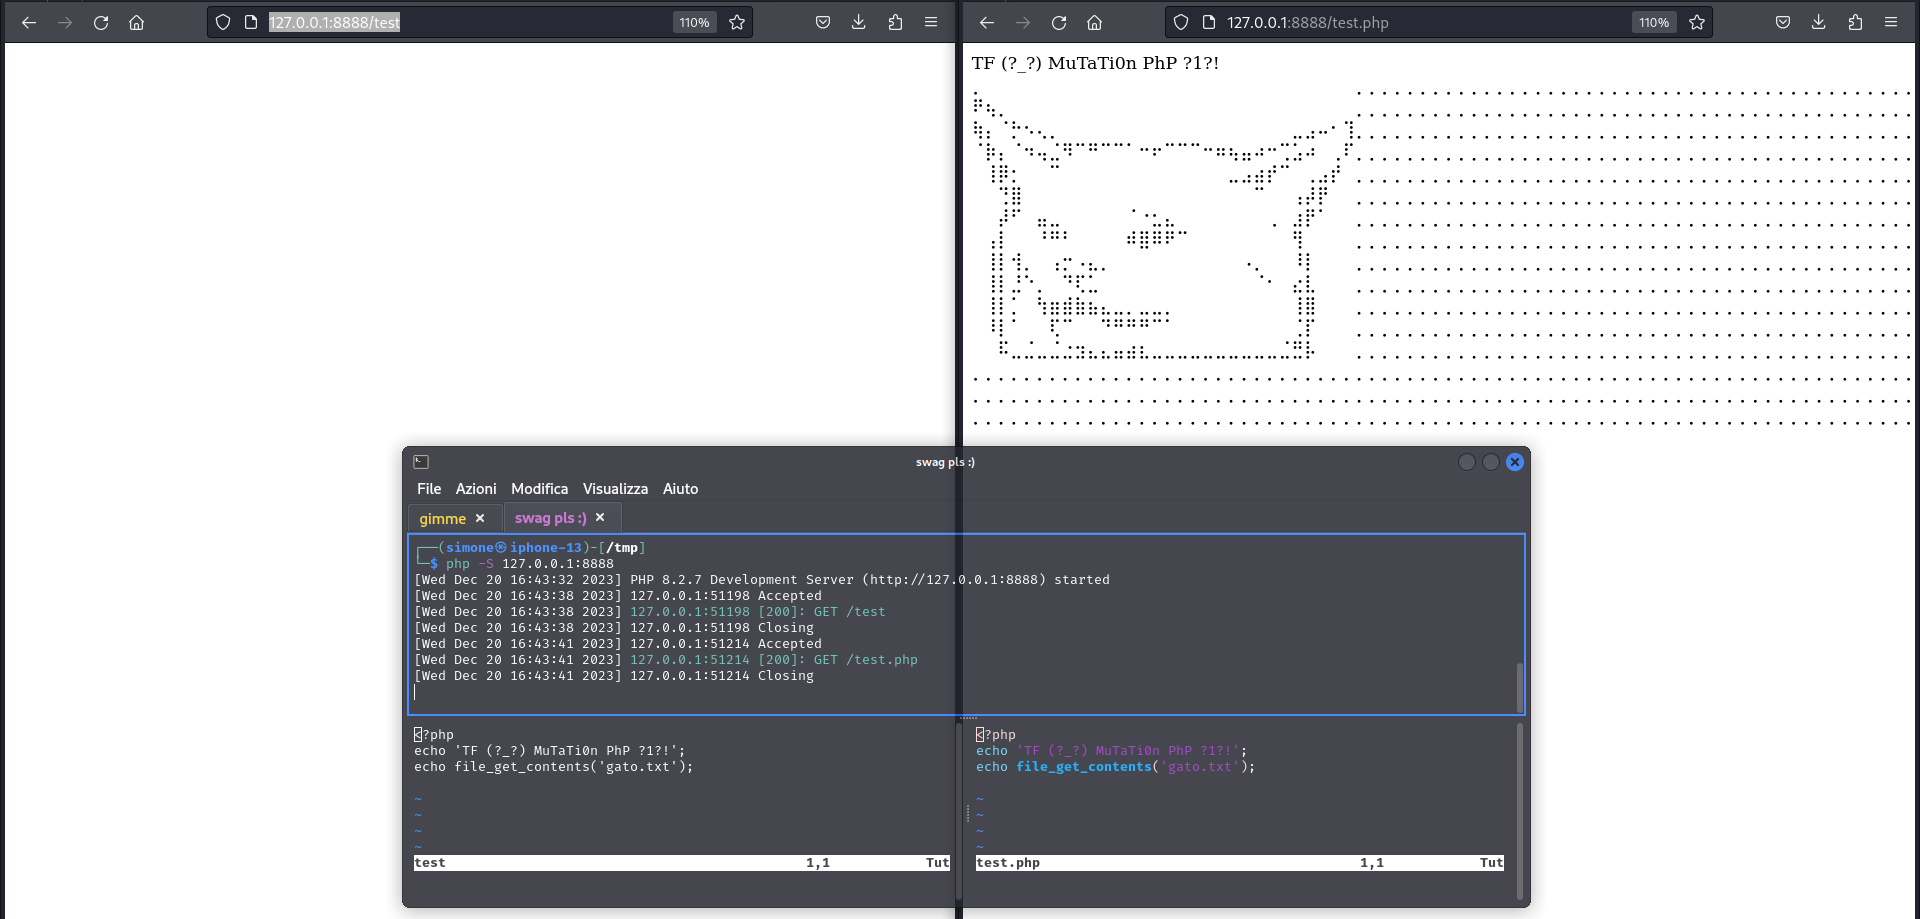 127.0.0.1:8888/test
110%
127.0.0.1:8888/test.php
110%
TF (?_?) MuTaTi0n PhP ?1?!
swag pls :)
File Azioni Modifica Visualizza Aiuto
gimme
swag pls :)
┌──(simone㉿iphone-13)-[/tmp]
└─$ php -S 127.0.0.1:8888
[Wed Dec 20 16:43:32 2023] PHP 8.2.7 Development Server (http://127.0.0.1:8888) started
[Wed Dec 20 16:43:38 2023] 127.0.0.1:51198 Accepted
[Wed Dec 20 16:43:38 2023] 127.0.0.1:51198 [200]: GET /test
[Wed Dec 20 16:43:38 2023] 127.0.0.1:51198 Closing
[Wed Dec 20 16:43:41 2023] 127.0.0.1:51214 Accepted
[Wed Dec 20 16:43:41 2023] 127.0.0.1:51214 [200]: GET /test.php
[Wed Dec 20 16:43:41 2023] 127.0.0.1:51214 Closing
<?php
echo 'TF (?_?) MuTaTi0n PhP ?1?!';
echo file_get_contents('gato.txt');
~
~
~
~
test 1,1 Tut
<?php
echo 'TF (?_?) MuTaTi0n PhP ?1?!';
echo file_get_contents('gato.txt');
~
~
~
~
test.php 1,1 Tut